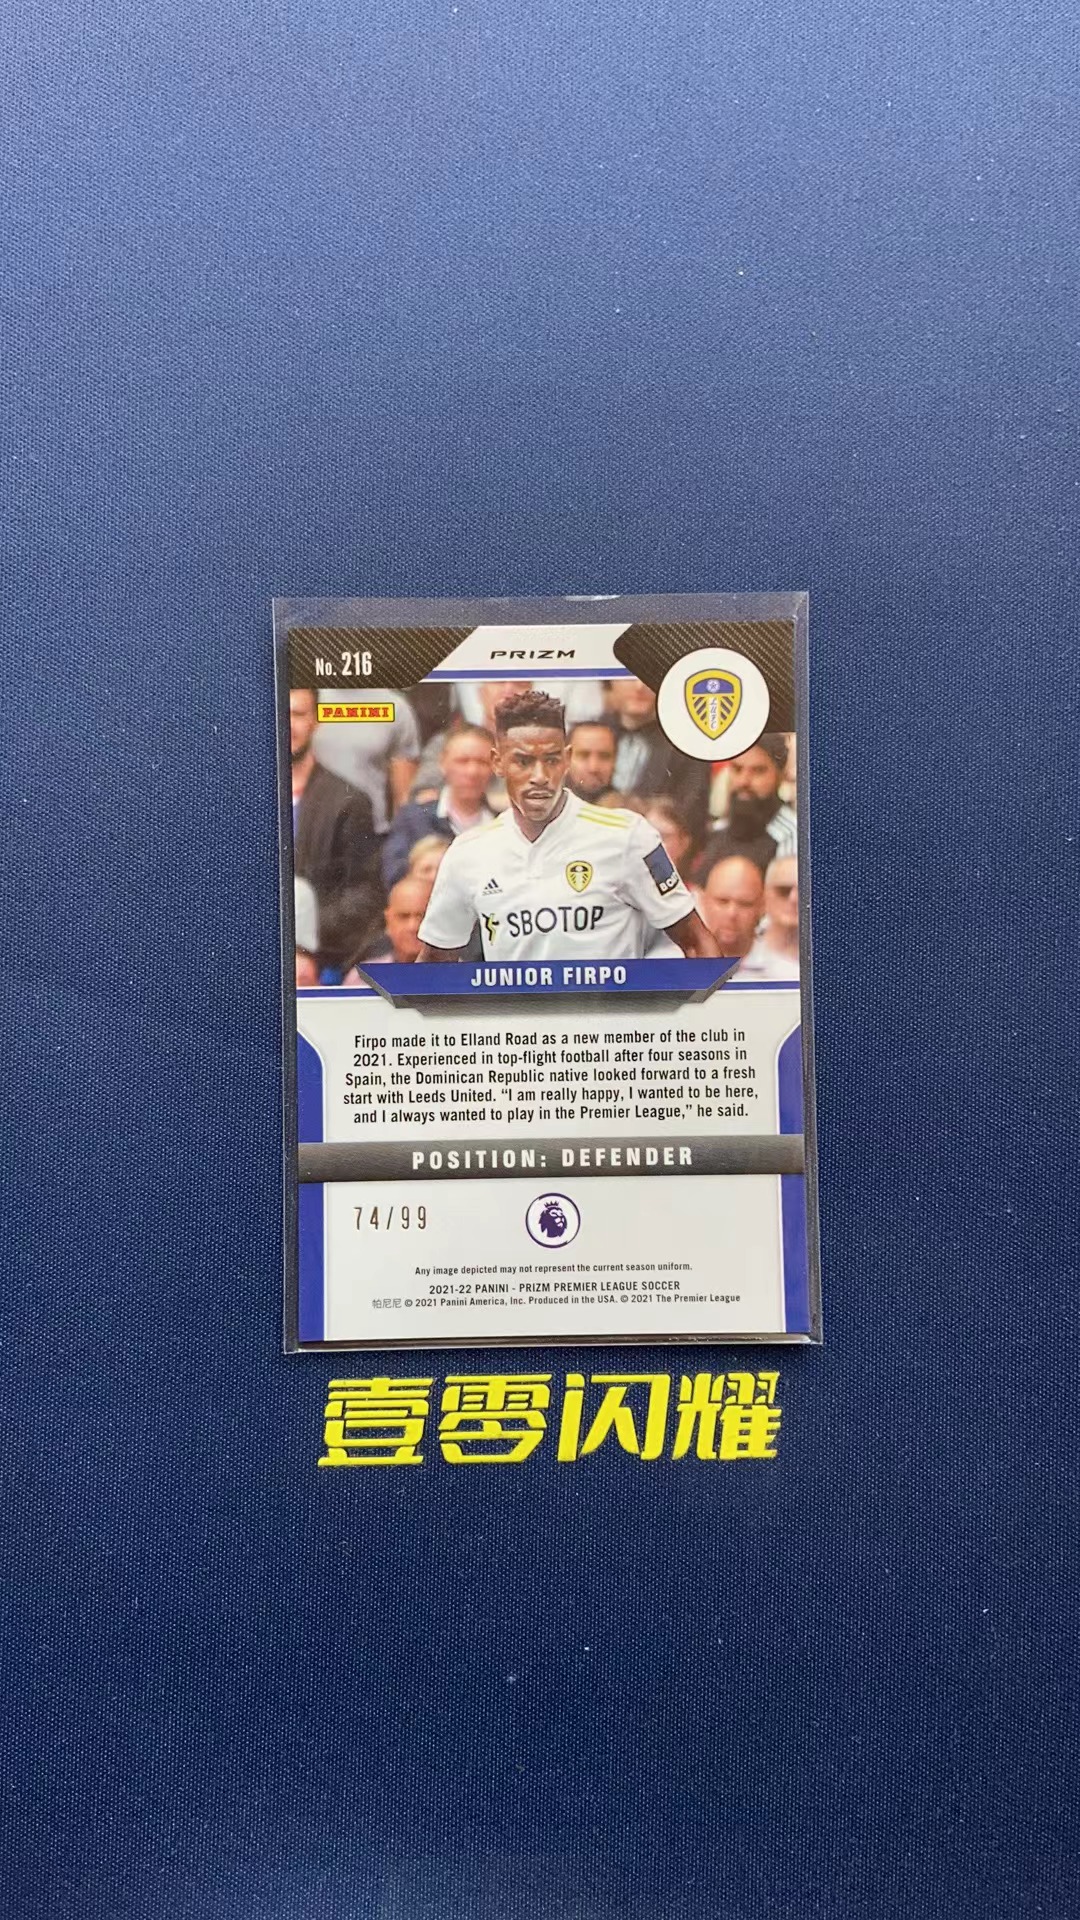 No. 216
PRIZM
PANINI
LUFC
adidas
SBOTOP
JUNIOR FIRPO
Firpo made it to Elland Road as a new member of the club in
2021. Experienced in top-flight football after four seasons in
Spain, the Dominican Republic native looked forward to a fresh
start with Leeds United. “I am really happy, I wanted to be here,
and I always wanted to play in the Premier League,” he said.
POSITION: DEFENDER
74/99
Any image depicted may not represent the current season uniform.
2021-22 PANINI - PRIZM PREMIER LEAGUE SOCCER
帕尼尼 © 2021 Panini America, Inc. Produced in the USA. © 2021 The Premier League
壹零闪耀